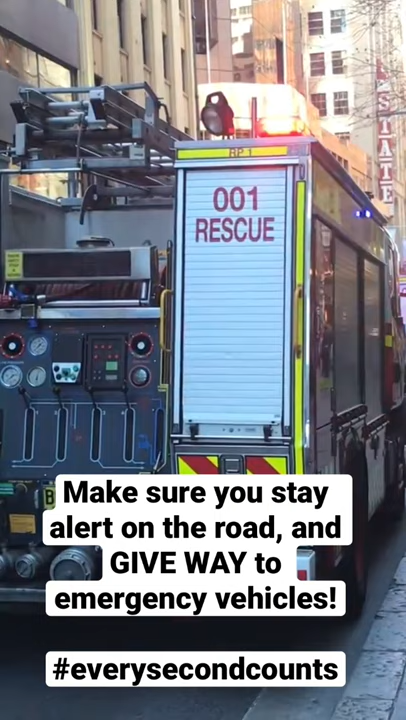 RP 1
001
RESCUE
STATE
B
Make sure you stay
alert on the road, and
GIVE WAY to
emergency vehicles!
#everysecondcounts